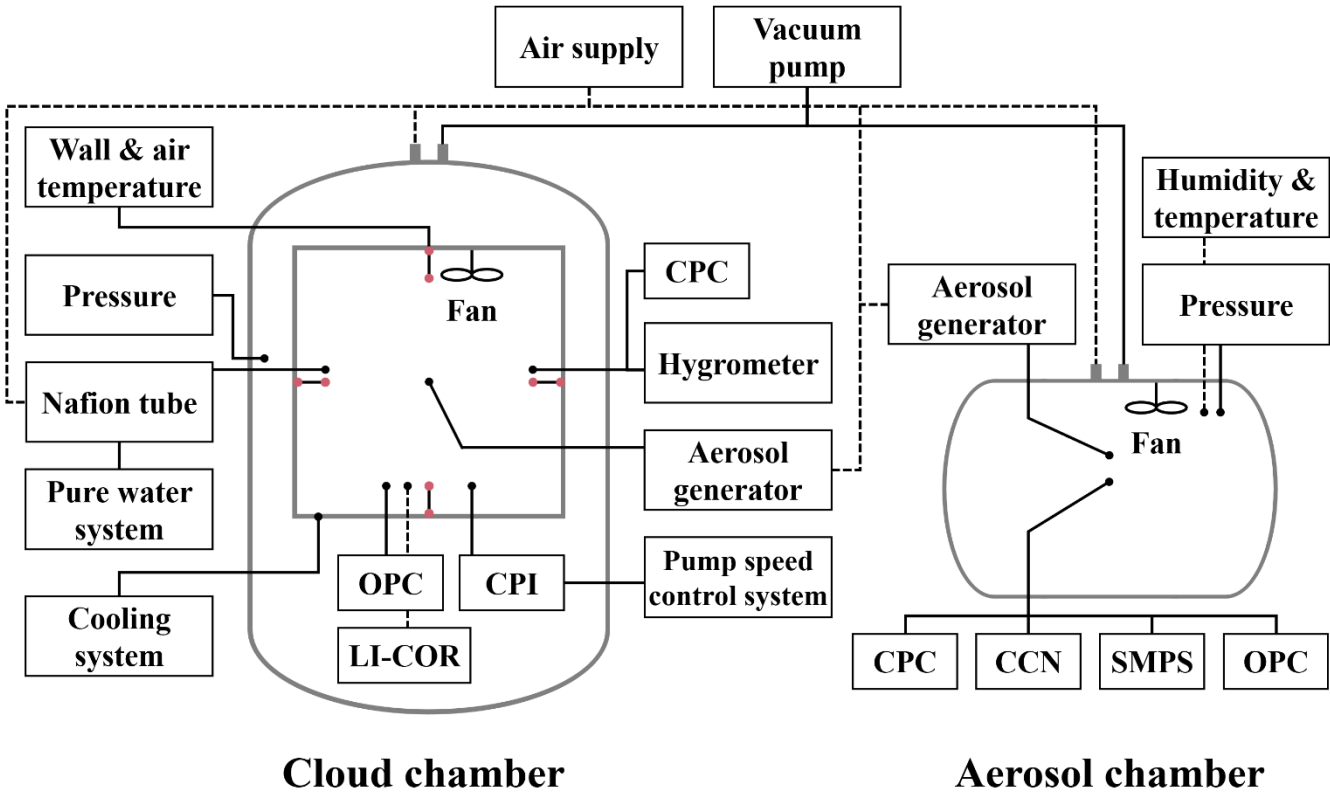 Air supply
Vacuum
pump
Wall & air
temperature
Humidity &
temperature
Pressure
CPC
Aerosol
generator
Pressure
Fan
Hygrometer
Nafion tube
Fan
Aerosol
generator
Pure water
system
OPC
CPI
Pump speed
control system
Cooling
system
LI-COR
CPC
CCN
SMPS
OPC
Cloud chamber
Aerosol chamber